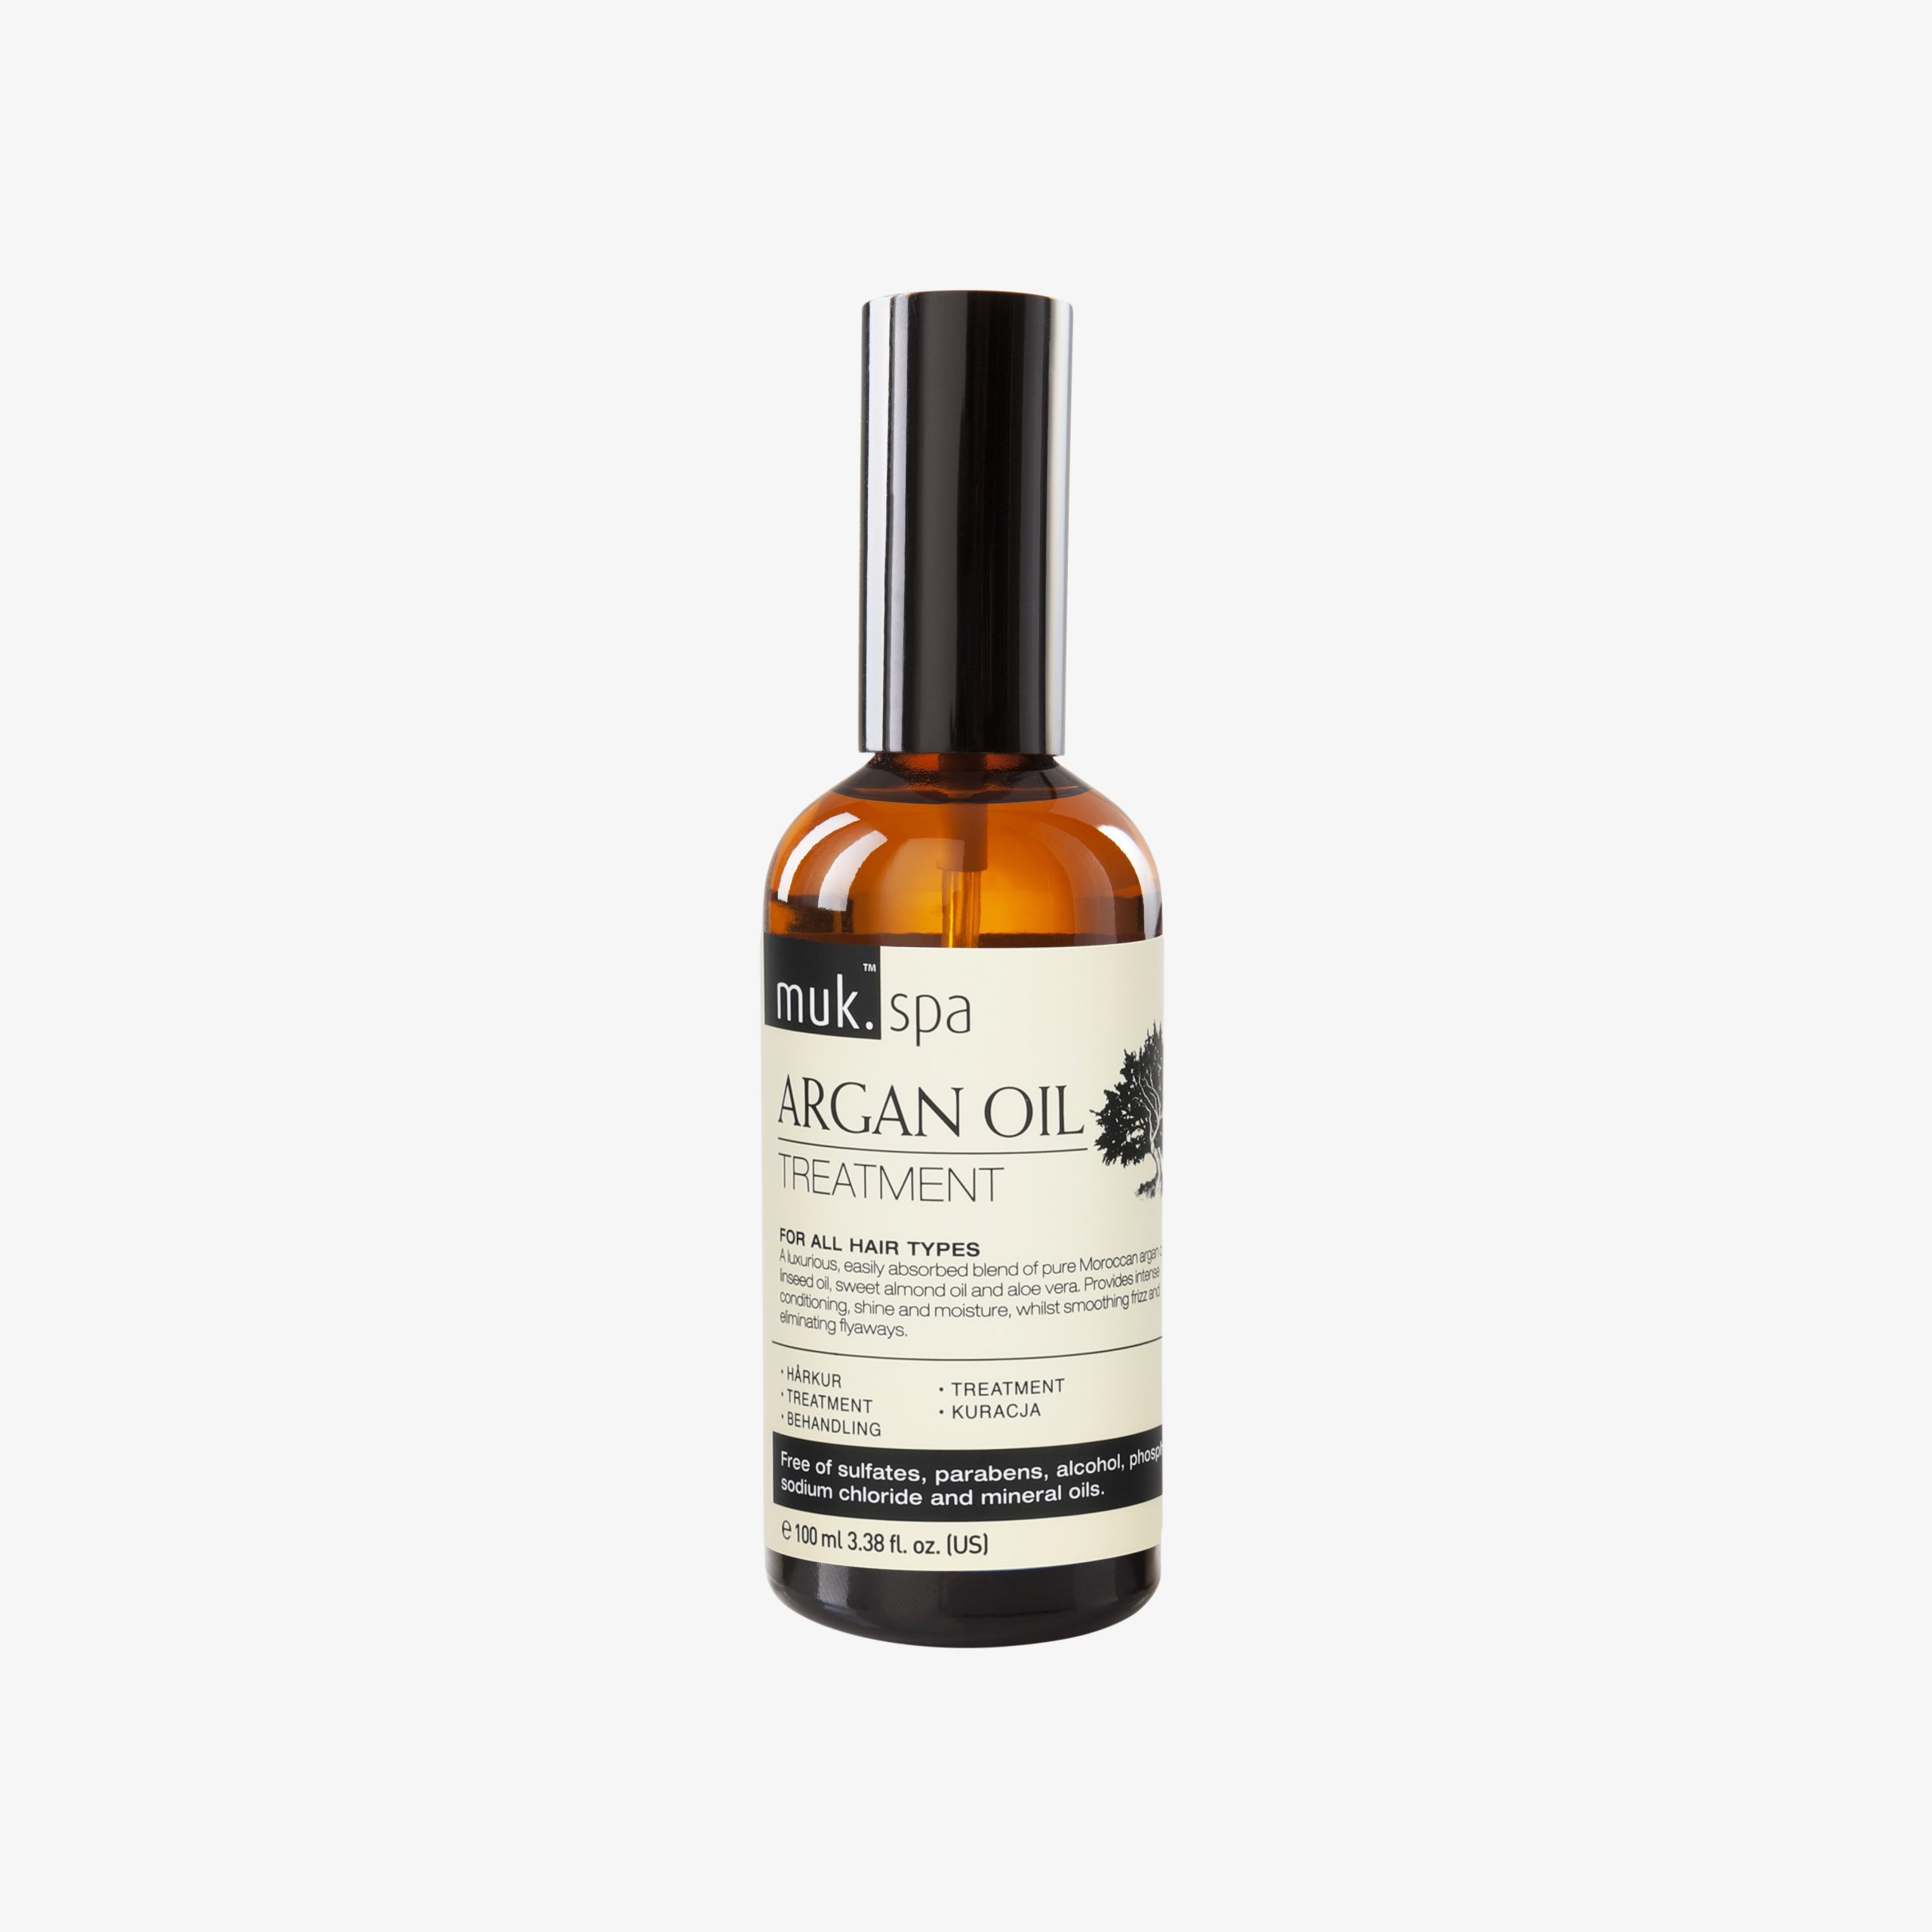 muk.™ spa
ARGAN OIL
TREATMENT
FOR ALL HAIR TYPES
A luxurious, easily absorbed blend of pure Moroccan argan
linseed oil, sweet almond oil and aloe vera. Provides intense
conditioning, shine and moisture, whilst smoothing frizz and
eliminating flyaways.
• HÅRKUR
• TREATMENT
• BEHANDLING
• TREATMENT
• KURACJA
Free of sulfates, parabens, alcohol,
sodium chloride and mineral oils.
℮ 100 ml 3.38 fl. oz. (US)